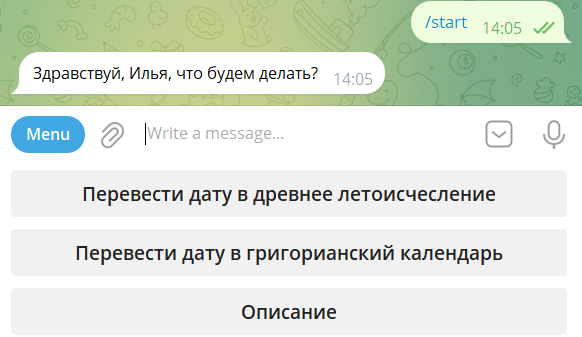 /start 14:05
Здравствуй, Илья, что будем делать? 14:05
Menu Write a message...
Перевести дату в древнее летоисчесление
Перевести дату в григорианский календарь
Описание